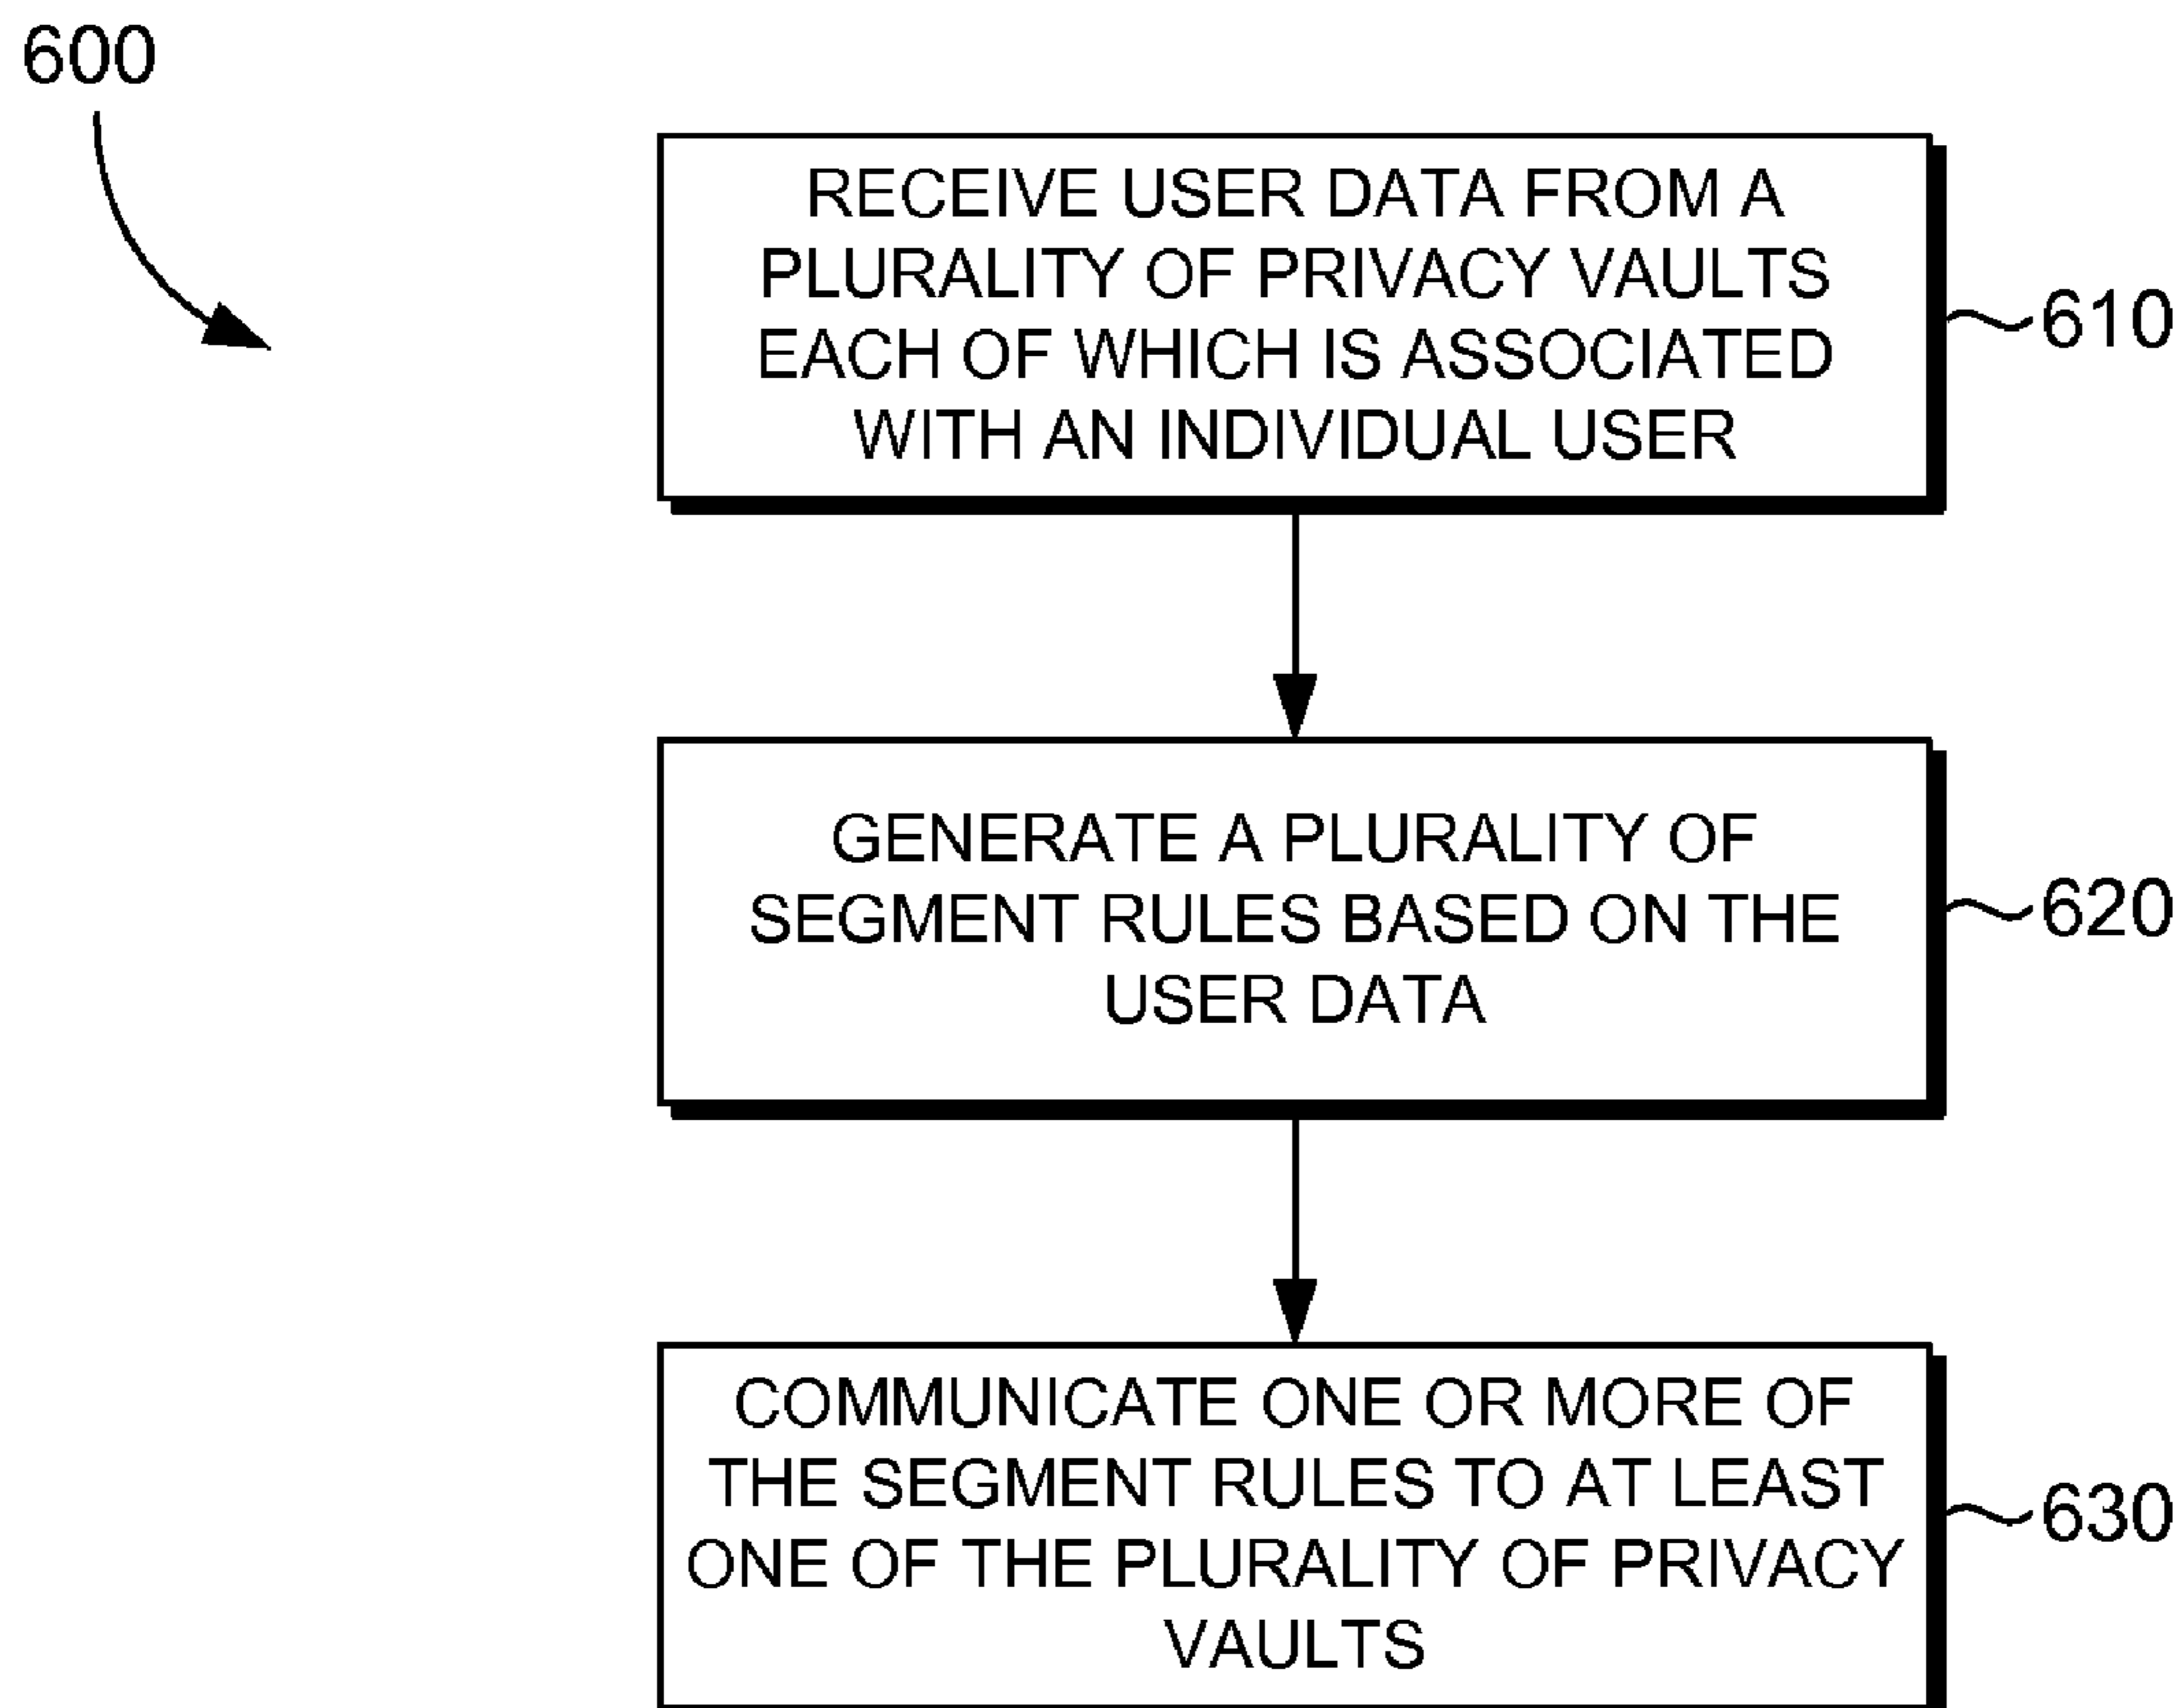 600
RECEIVE USER DATA FROM A
PLURALITY OF PRIVACY VAULTS
EACH OF WHICH IS ASSOCIATED
WITH AN INDIVIDUAL USER
610
GENERATE A PLURALITY OF
SEGMENT RULES BASED ON THE
USER DATA
620
COMMUNICATE ONE OR MORE OF
THE SEGMENT RULES TO AT LEAST
ONE OF THE PLURALITY OF PRIVACY
VAULTS
630